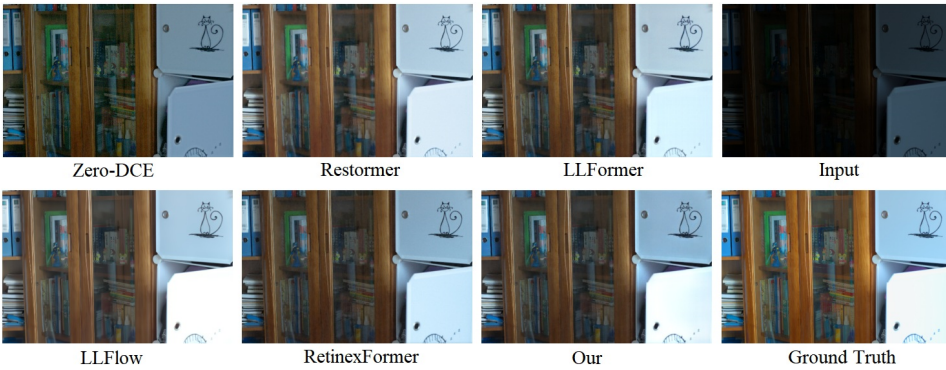 Zero-DCE
Restormer
LLFormer
Input
LLFlow
RetinexFormer
Our
Ground Truth